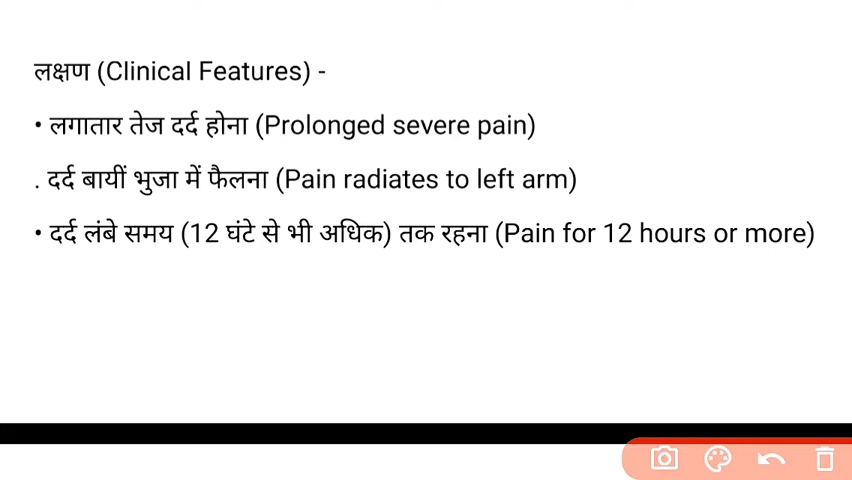 लक्षण (Clinical Features) -
• लगातार तेज दर्द होना (Prolonged severe pain)
. दर्द बायीं भुजा में फैलना (Pain radiates to left arm)
• दर्द लंबे समय (12 घंटे से भी अधिक) तक रहना (Pain for 12 hours or more)